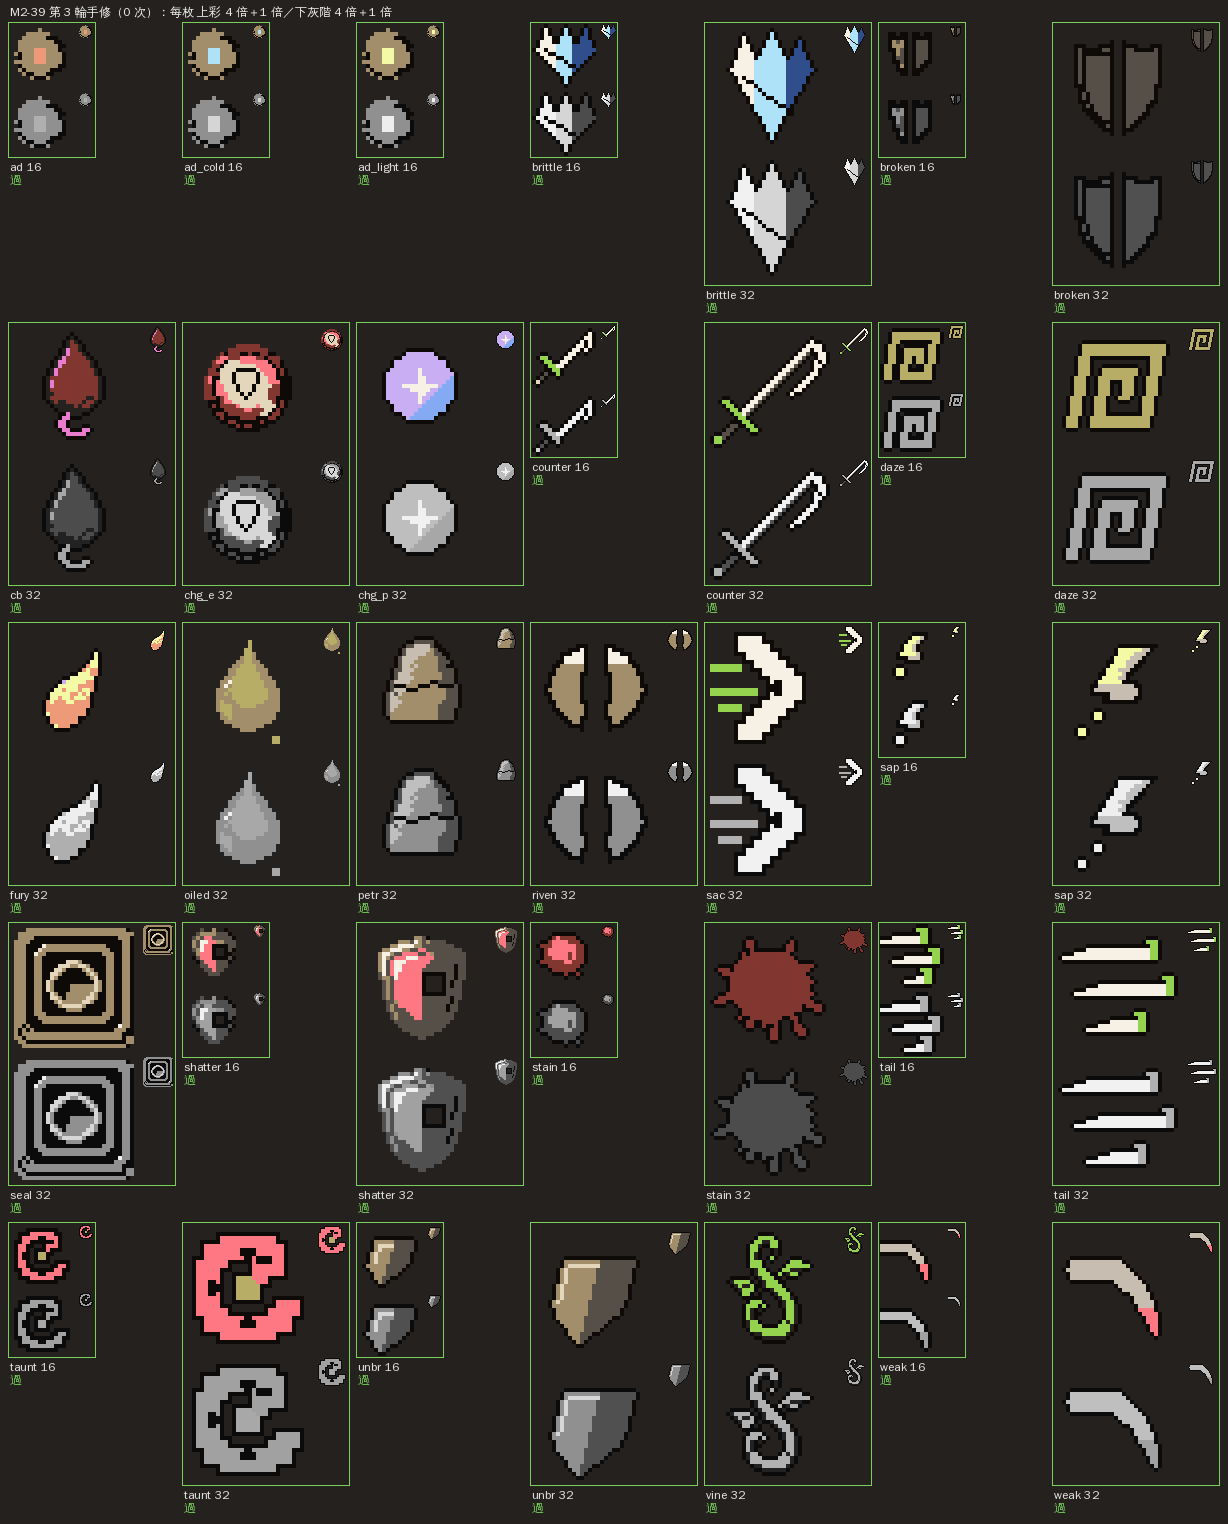 M2-39 第 3 輪手修（0 次）：每枚 上彩 4 倍+1 倍／下灰階 4 倍+1 倍
ad 16
過
ad_cold 16
過
ad_light 16
過
brittle 16
過
brittle 32
過
broken 16
過
broken 32
過
cb 32
過
chg_e 32
過
chg_p 32
過
counter 16
過
counter 32
過
daze 16
過
daze 32
過
fury 32
過
oiled 32
過
petr 32
過
riven 32
過
sac 32
過
sap 16
過
sap 32
過
seal 32
過
shatter 16
過
shatter 32
過
stain 16
過
stain 32
過
tail 16
過
tail 32
過
taunt 16
過
taunt 32
過
unbr 16
過
unbr 32
過
vine 32
過
weak 16
過
weak 32
過